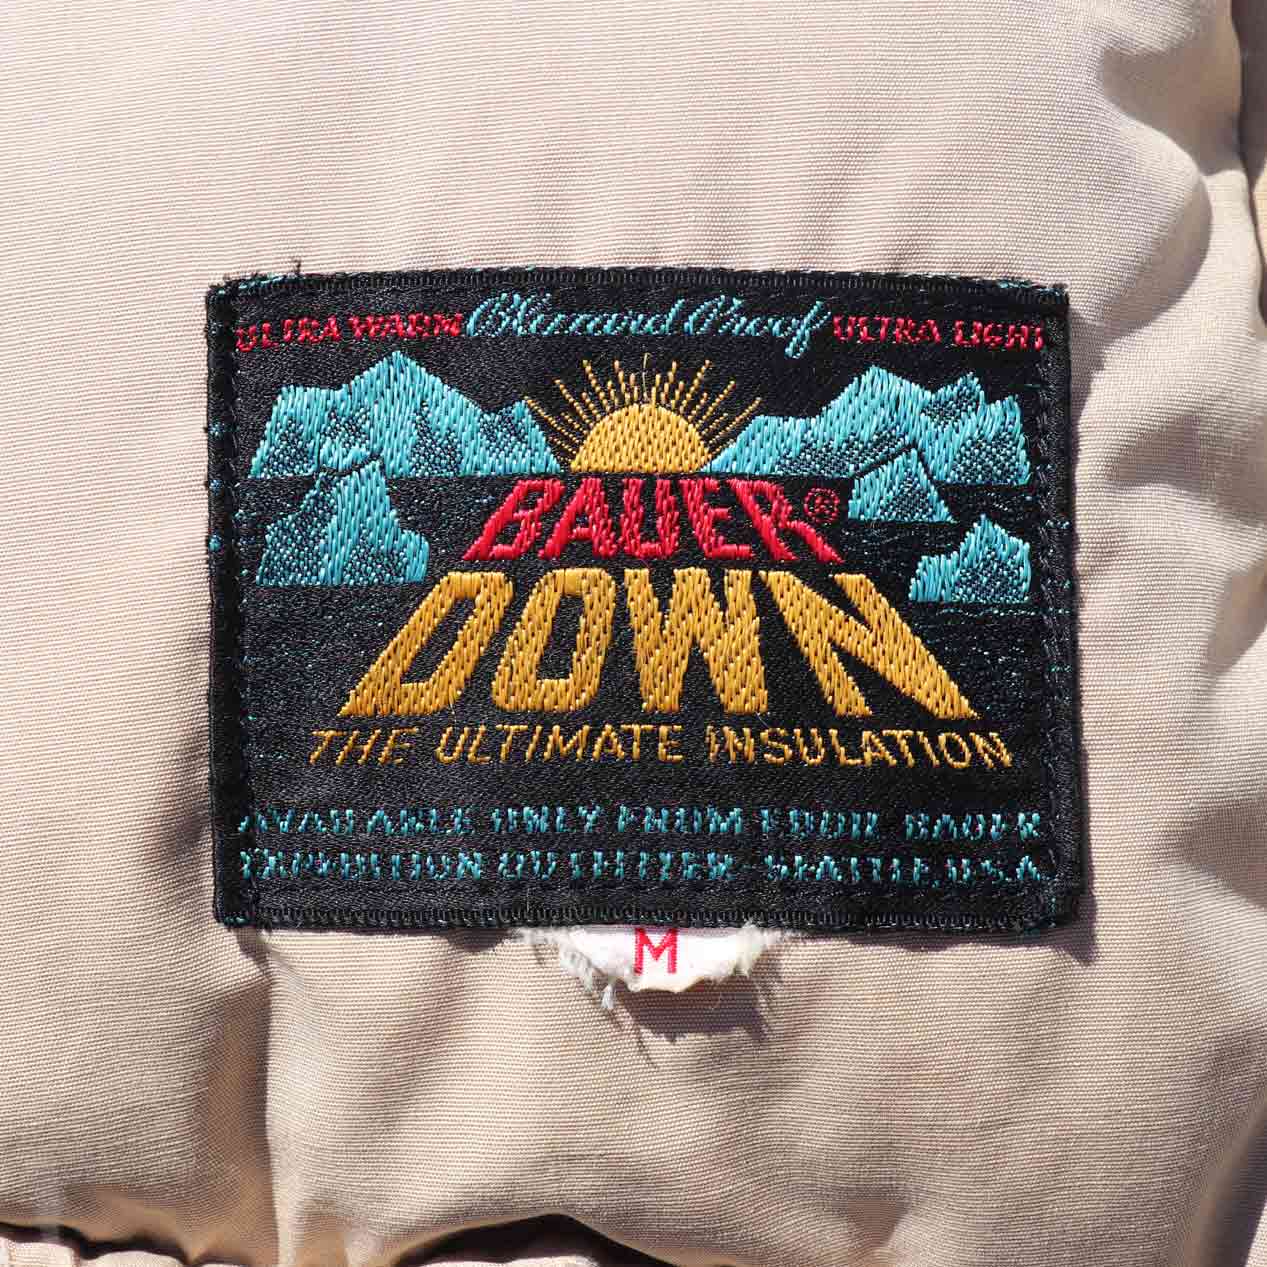 ULTRA WARM Blizzard Proof ULTRA LIGHT
BAUER®
DOWN
THE ULTIMATE INSULATION
AVAILABLE ONLY FROM EDDIE BAUER
EXPEDITION OUTFITTER-SEATTLE, USA
M